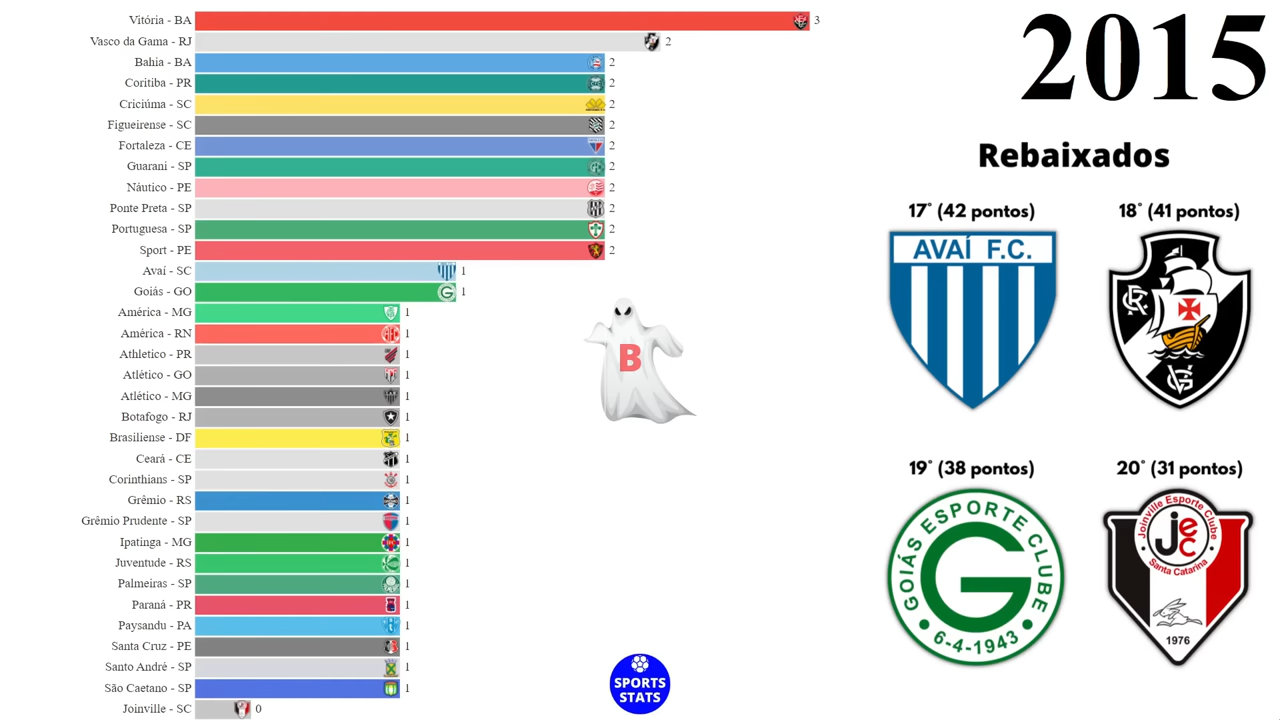 Vitória - BA 3
Vasco da Gama - RJ 2
Bahia - BA 2
Coritiba - PR 2
Criciúma - SC 2
Figueirense - SC 2
Fortaleza - CE 2
Guarani - SP 2
Náutico - PE 2
Ponte Preta - SP 2
Portuguesa - SP 2
Sport - PE 2
Avaí - SC 1
Goiás - GO 1
América - MG 1
América - RN 1
Athletico - PR 1
Atlético - GO 1
Atlético - MG 1
Botafogo - RJ 1
Brasiliense - DF 1
Ceará - CE 1
Corinthians - SP 1
Grêmio - RS 1
Grêmio Prudente - SP 1
Ipatinga - MG 1
Juventude - RS 1
Palmeiras - SP 1
Paraná - PR 1
Paysandu - PA 1
Santa Cruz - PE 1
Santo André - SP 1
São Caetano - SP 1
Joinville - SC 0
B
SPORTS
STATS
2015
Rebaixados
17° (42 pontos)
AVAÍ F.C.
18° (41 pontos)
19° (38 pontos)
GOIÁS ESPORTE CLUBE
6-4-1943
G
20° (31 pontos)
Joinville Esporte Clube
jec
Santa Catarina
1976